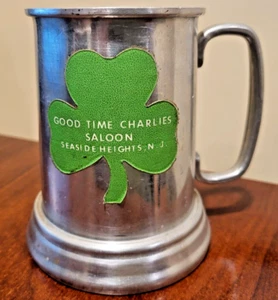 GOOD TIME CHARLIES
SALOON
SEASIDE HEIGHTS, N.J.